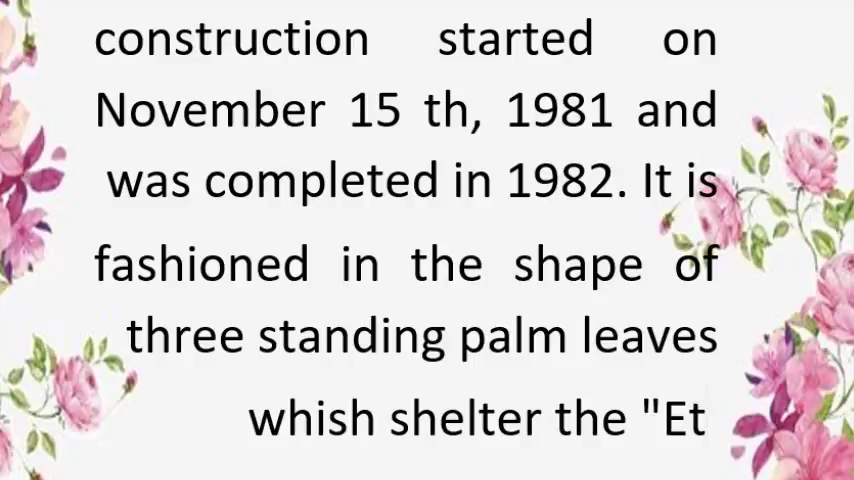 construction started on
November 15 th, 1981 and
was completed in 1982. It is
fashioned in the shape of
three standing palm leaves
whish shelter the "Et